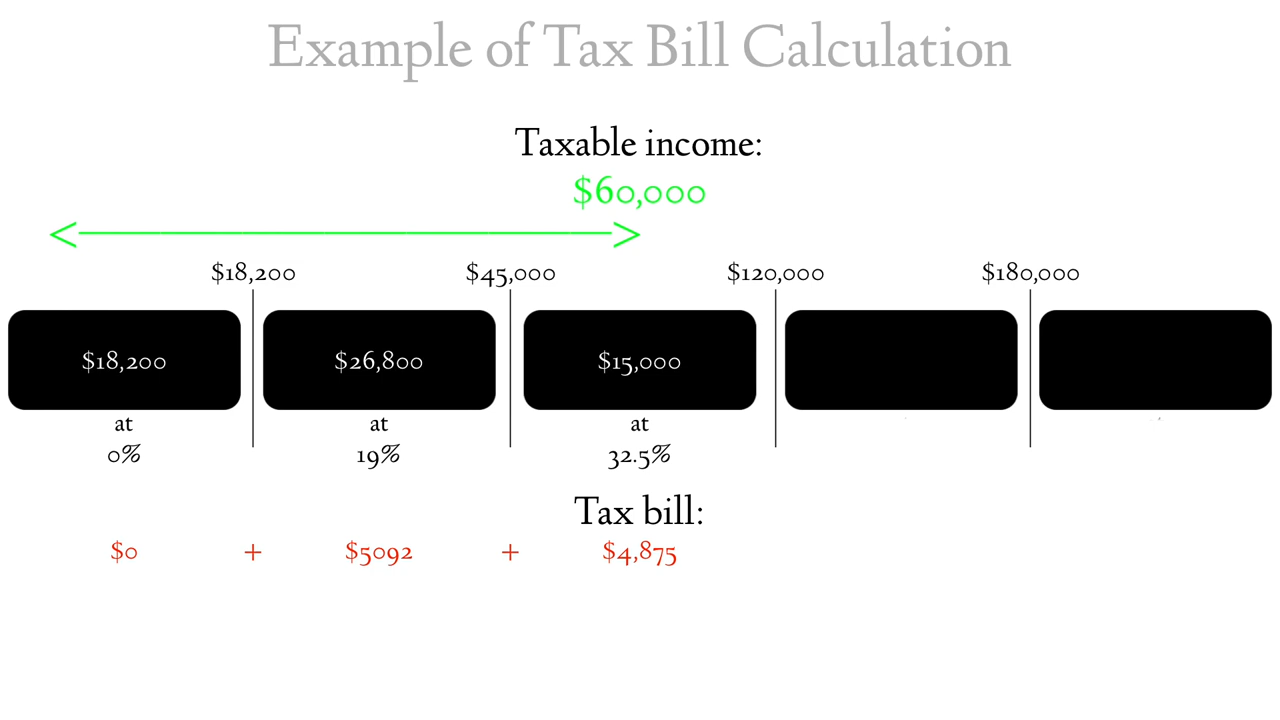 Example of Tax Bill Calculation
Taxable income:
$60,000
$18,200 $45,000 $120,000 $180,000
$18,200 $26,800 $15,000
at at at
0% 19% 32.5%
Tax bill:
$0 + $5092 + $4,875